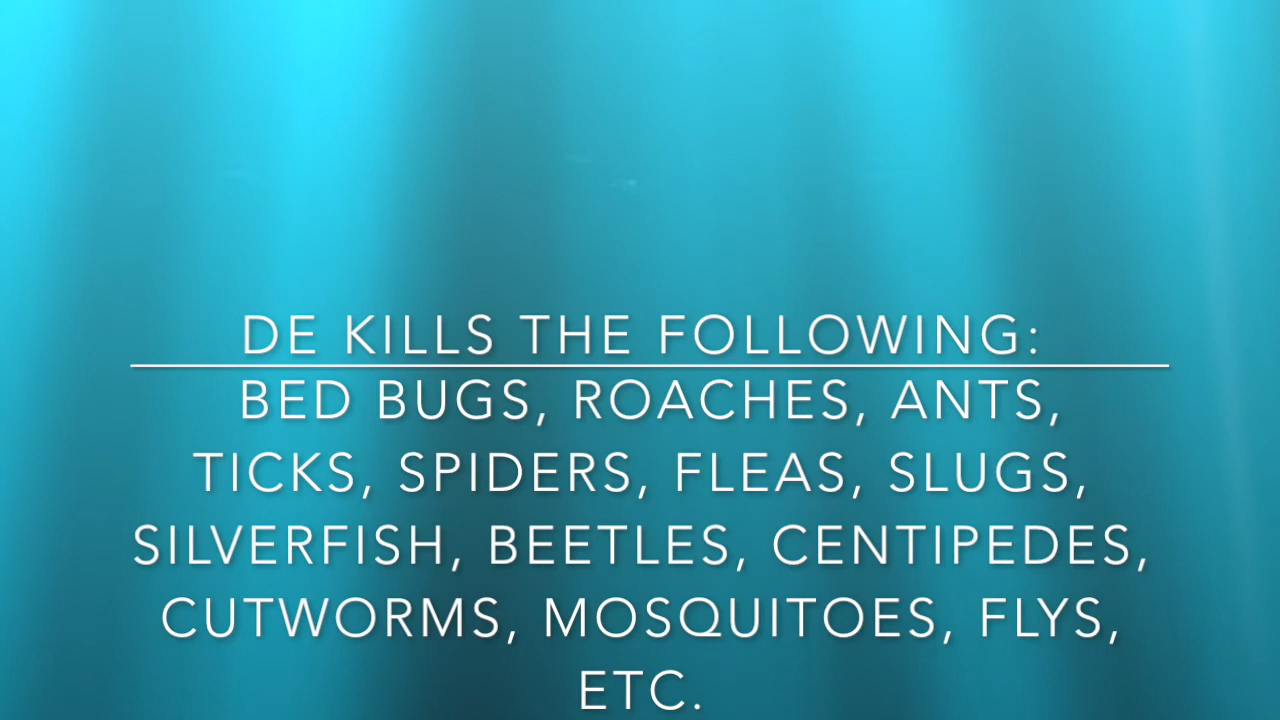 DE KILLS THE FOLLOWING:
BED BUGS, ROACHES, ANTS,
TICKS, SPIDERS, FLEAS, SLUGS,
SILVERFISH, BEETLES, CENTIPEDES,
CUTWORMS, MOSQUITOES, FLYS,
ETC.